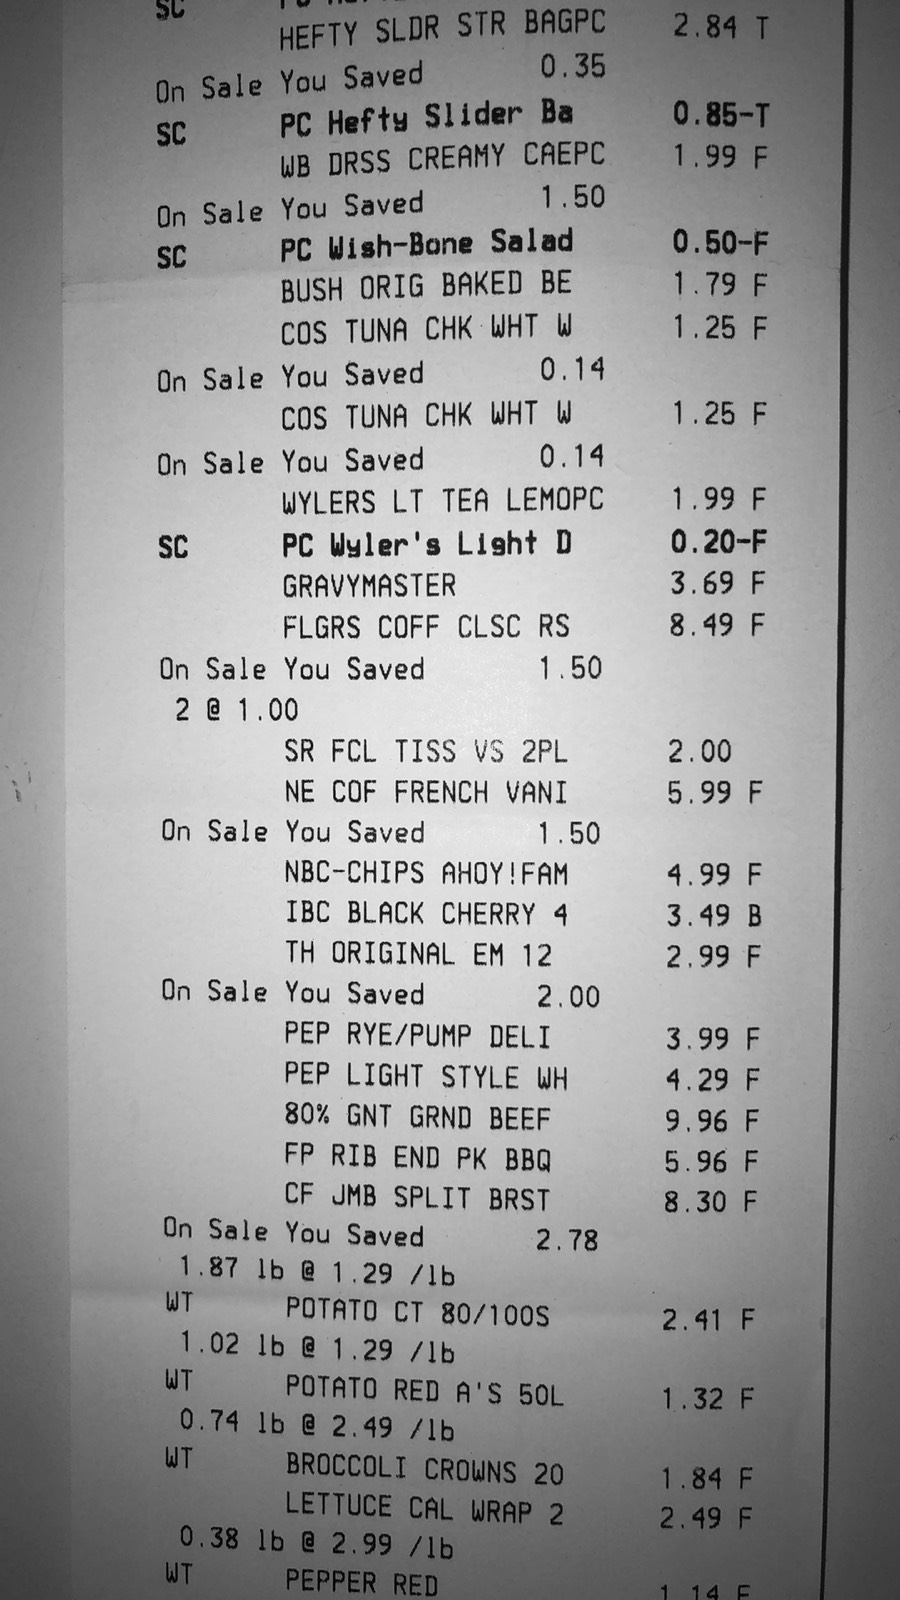 SC
HEFTY SLDR STR BAGPC 2.84 T
On Sale You Saved 0.35
SC PC Hefty Slider Ba 0.85-T
WB DRSS CREAMY CAEPC 1.99 F
On Sale You Saved 1.50
SC PC Wish-Bone Salad 0.50-F
BUSH ORIG BAKED BE 1.79 F
COS TUNA CHK WHT W 1.25 F
On Sale You Saved 0.14
COS TUNA CHK WHT W 1.25 F
On Sale You Saved 0.14
WYLERS LT TEA LEMOPC 1.99 F
SC PC Wyler's Light D 0.20-F
GRAVYMASTER 3.69 F
FLGRS COFF CLSC RS 8.49 F
On Sale You Saved 1.50
2 @ 1.00
SR FCL TISS VS 2PL 2.00
NE COF FRENCH VANI 5.99 F
On Sale You Saved 1.50
NBC-CHIPS AHOY!FAM 4.99 F
IBC BLACK CHERRY 4 3.49 B
TH ORIGINAL EM 12 2.99 F
On Sale You Saved 2.00
PEP RYE/PUMP DELI 3.99 F
PEP LIGHT STYLE WH 4.29 F
80% GNT GRND BEEF 9.96 F
FP RIB END PK BBQ 5.96 F
CF JMB SPLIT BRST 8.30 F
On Sale You Saved 2.78
1.87 lb @ 1.29 /lb
WT POTATO CT 80/100S 2.41 F
1.02 lb @ 1.29 /lb
WT POTATO RED A'S 50L 1.32 F
0.74 lb @ 2.49 /lb
WT BROCCOLI CROWNS 20 1.84 F
LETTUCE CAL WRAP 2 2.49 F
0.38 lb @ 2.99 /lb
WT PEPPER RED 1.14 F